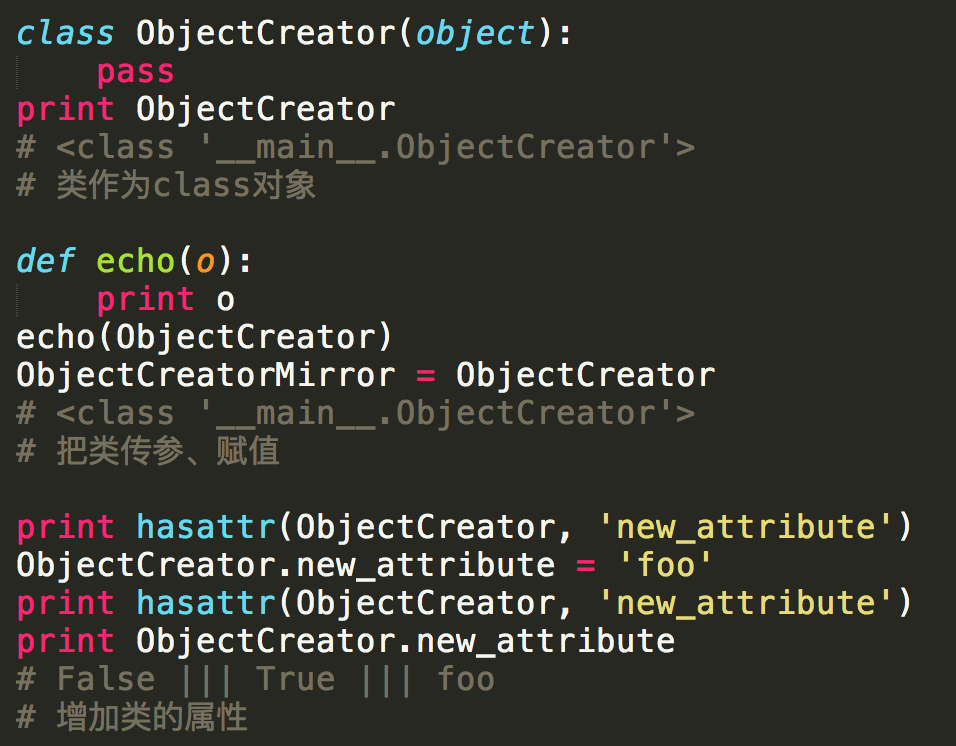 class ObjectCreator(object):
    pass
print ObjectCreator
# <class '__main__.ObjectCreator'>
# 类作为class对象

def echo(o):
    print o
echo(ObjectCreator)
ObjectCreatorMirror = ObjectCreator
# <class '__main__.ObjectCreator'>
# 把类传参、赋值

print hasattr(ObjectCreator, 'new_attribute')
ObjectCreator.new_attribute = 'foo'
print hasattr(ObjectCreator, 'new_attribute')
print ObjectCreator.new_attribute
# False ||| True ||| foo
# 增加类的属性